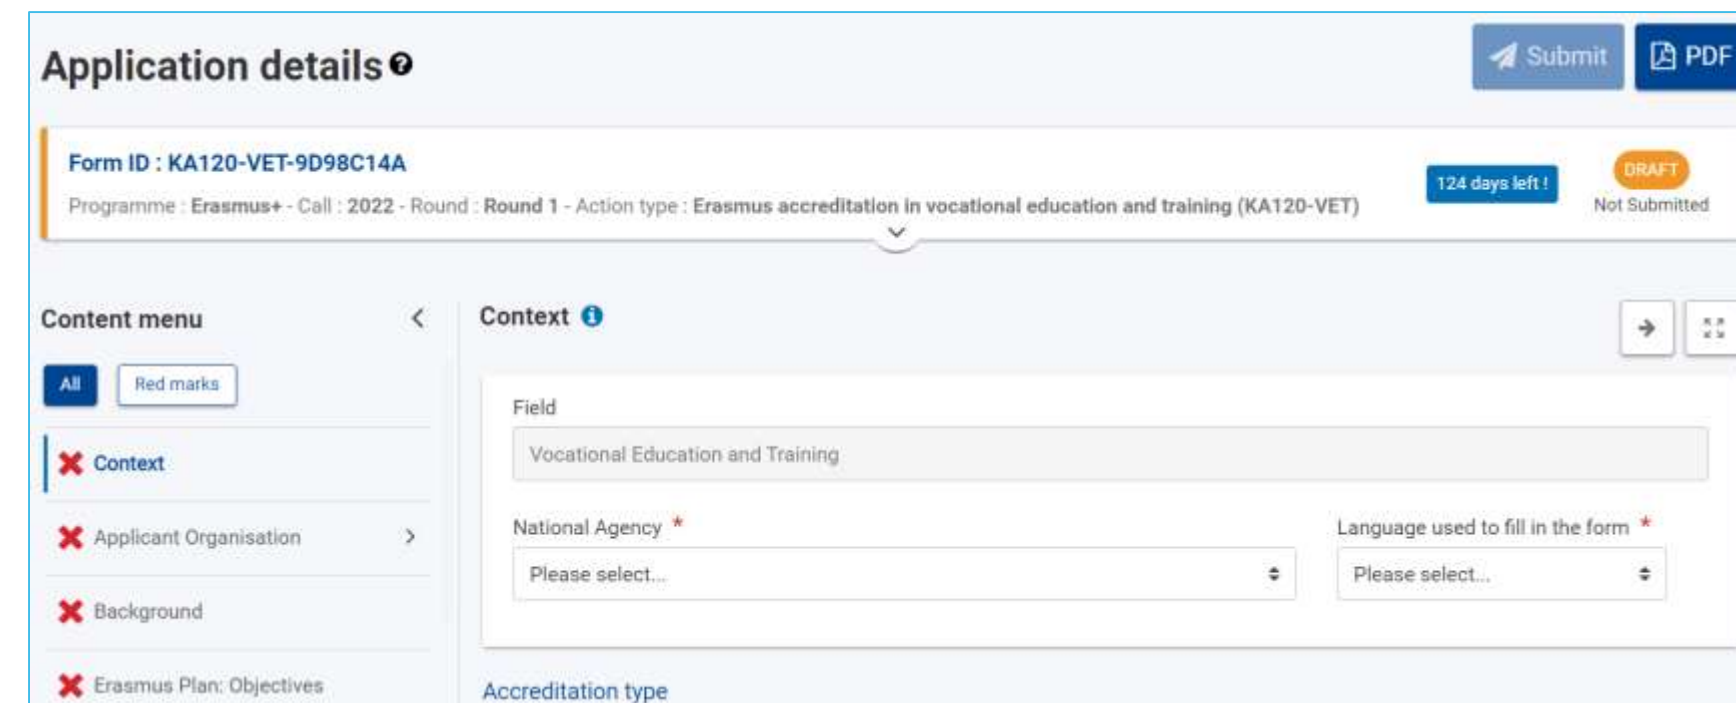 Application details
Submit
PDF
Form ID : KA120-VET-9D98C14A
Programme : Erasmus+ - Call : 2022 - Round : Round 1 - Action type : Erasmus accreditation in vocational education and training (KA120-VET)
124 days left !
DRAFT
Not Submitted
Content menu
All
Red marks
Context
Applicant Organisation
Background
Erasmus Plan: Objectives
Context
Field
Vocational Education and Training
National Agency *
Please select...
Language used to fill in the form *
Please select...
Accreditation type